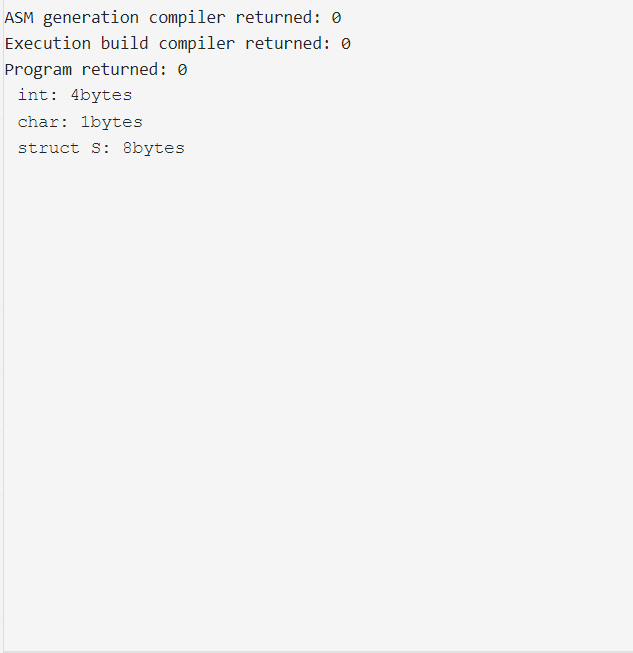 ASM generation compiler returned: 0
Execution build compiler returned: 0
Program returned: 0
int: 4bytes
char: 1bytes
struct S: 8bytes